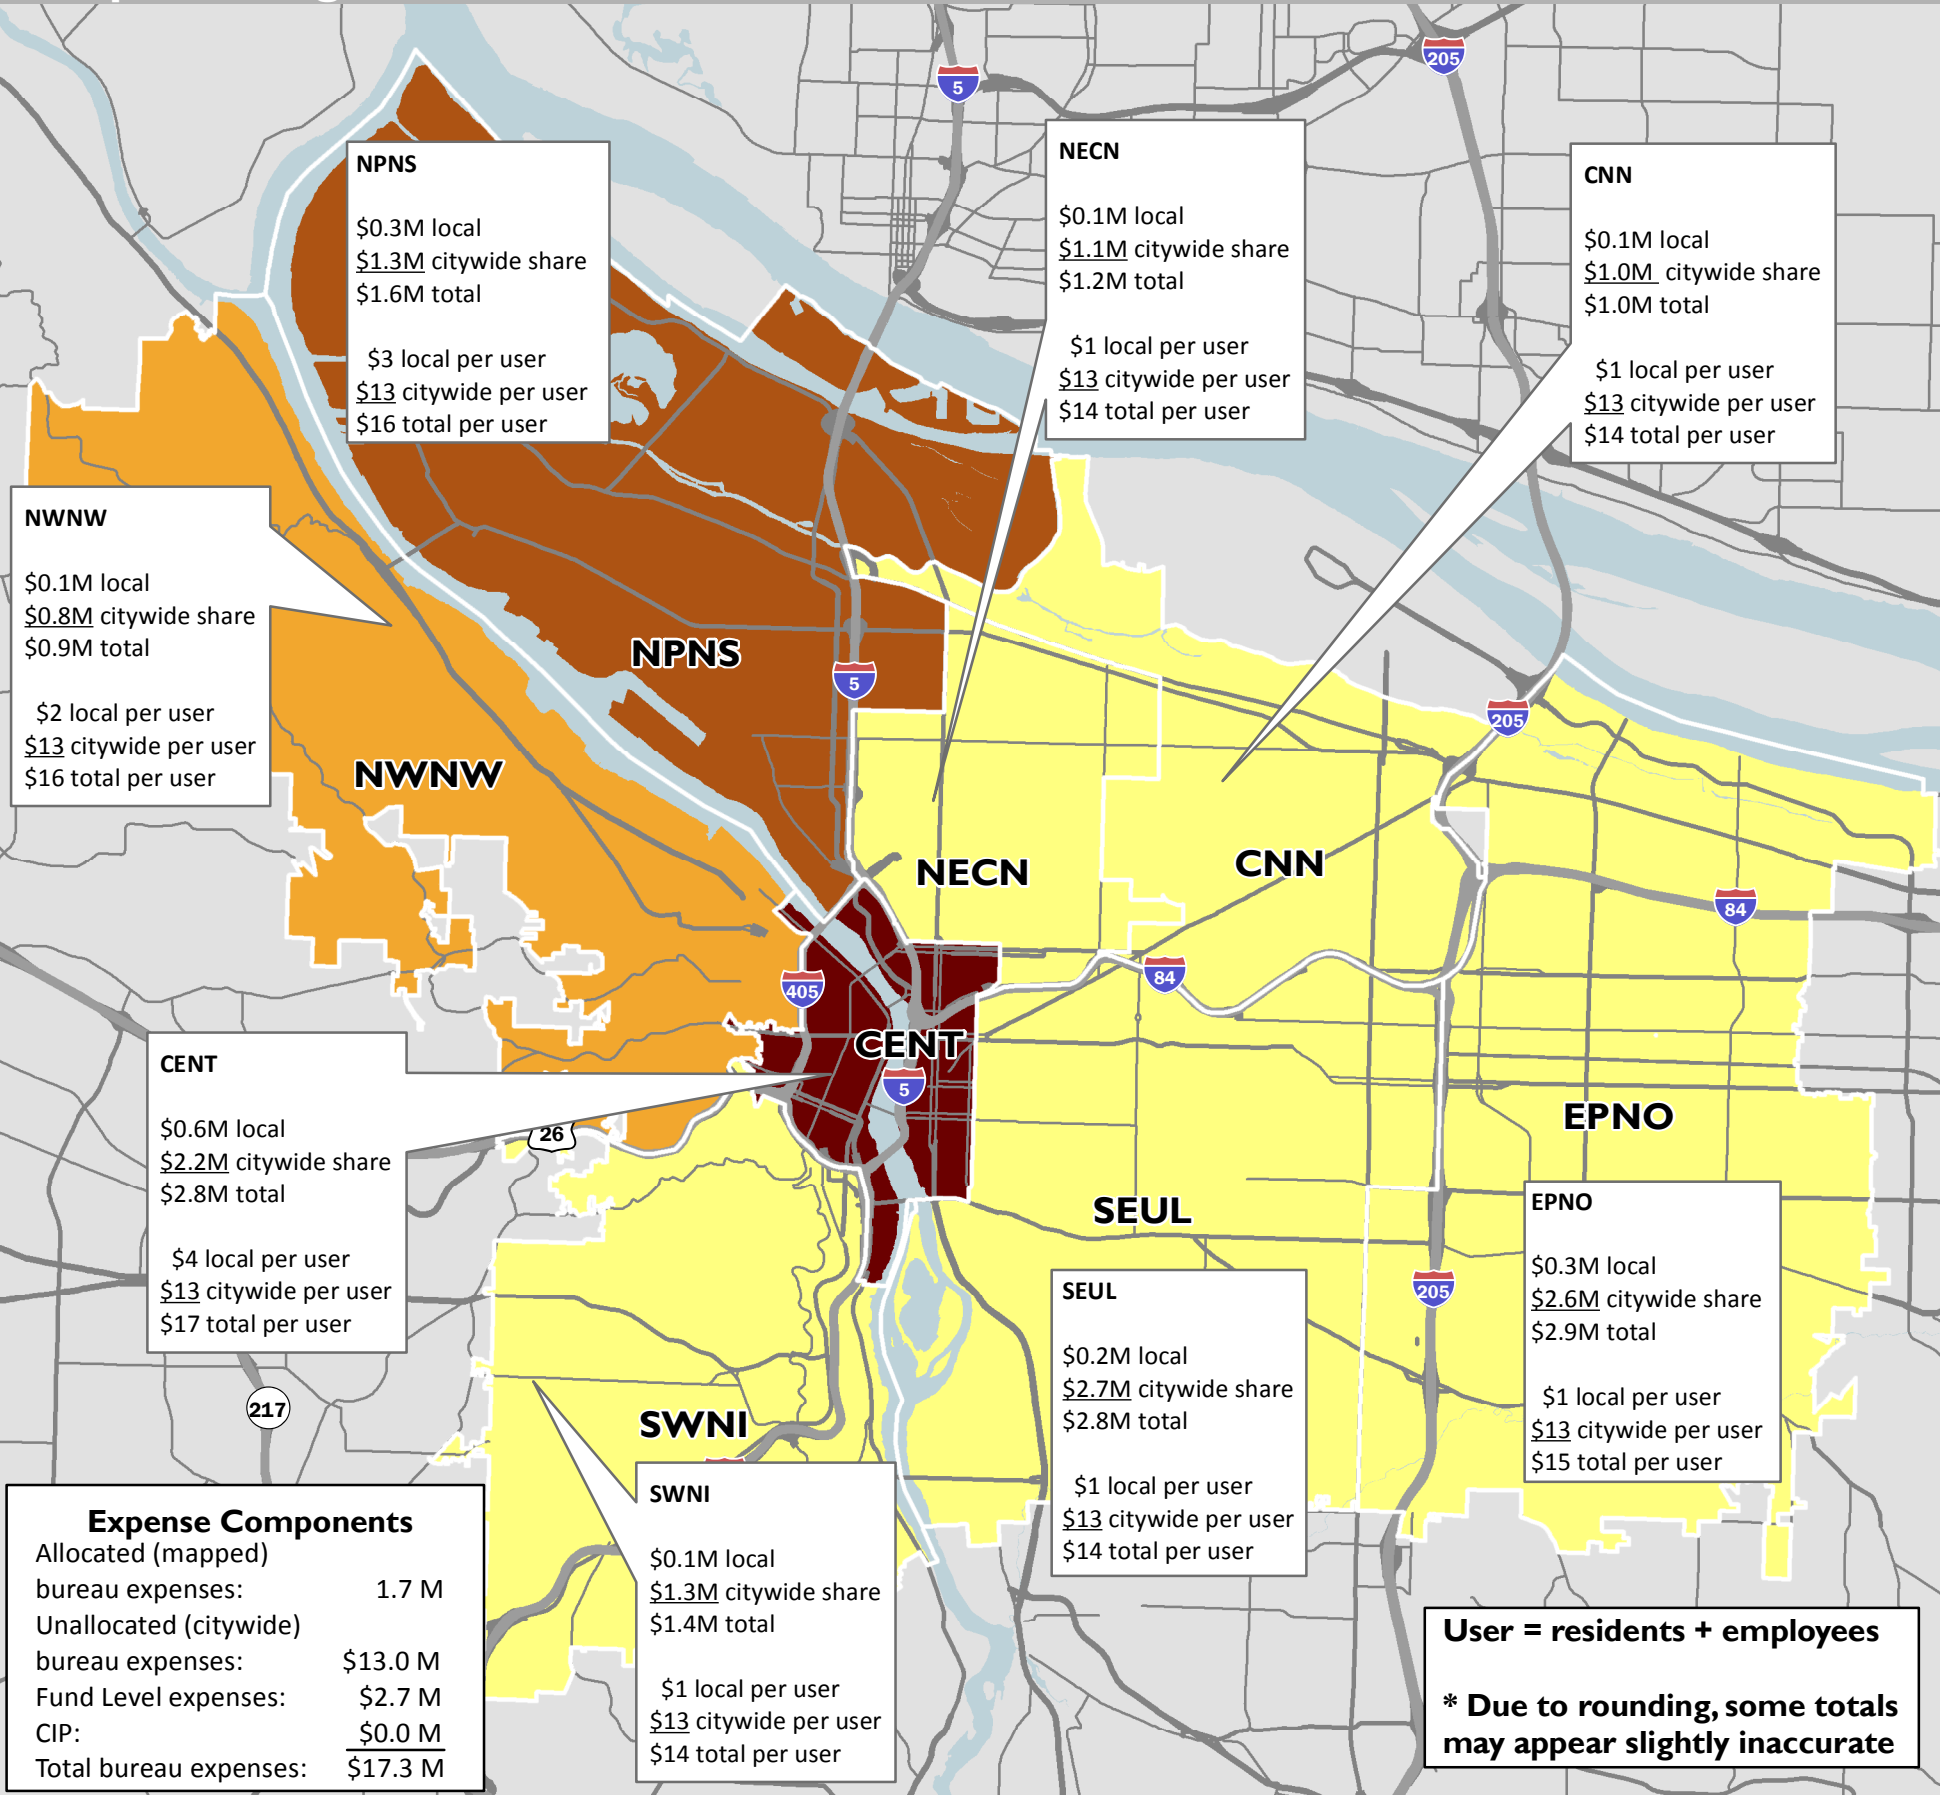 5
205
NPNS
$0.3M local
$1.3M citywide share
$1.6M total
$3 local per user
$13 citywide per user
$16 total per user
NECN
$0.1M local
$1.1M citywide share
$1.2M total
$1 local per user
$13 citywide per user
$14 total per user
CNN
$0.1M local
$1.0M citywide share
$1.0M total
$1 local per user
$13 citywide per user
$14 total per user
NWNW
$0.1M local
$0.8M citywide share
$0.9M total
$2 local per user
$13 citywide per user
$16 total per user
NPNS
5
205
NWNW
NECN
CNN
84
84
405
CENT
5
26
EPNO
SEUL
CENT
$0.6M local
$2.2M citywide share
$2.8M total
$4 local per user
$13 citywide per user
$17 total per user
EPNO
$0.3M local
$2.6M citywide share
$2.9M total
$1 local per user
$13 citywide per user
$15 total per user
205
SEUL
$0.2M local
$2.7M citywide share
$2.8M total
$1 local per user
$13 citywide per user
$14 total per user
217
SWNI
SWNI
$0.1M local
$1.3M citywide share
$1.4M total
$1 local per user
$13 citywide per user
$14 total per user
Expense Components
Allocated (mapped)
bureau expenses: 1.7 M
Unallocated (citywide)
bureau expenses: $13.0 M
Fund Level expenses: $2.7 M
CIP: $0.0 M
Total bureau expenses: $17.3 M
User = residents + employees
* Due to rounding, some totals
may appear slightly inaccurate